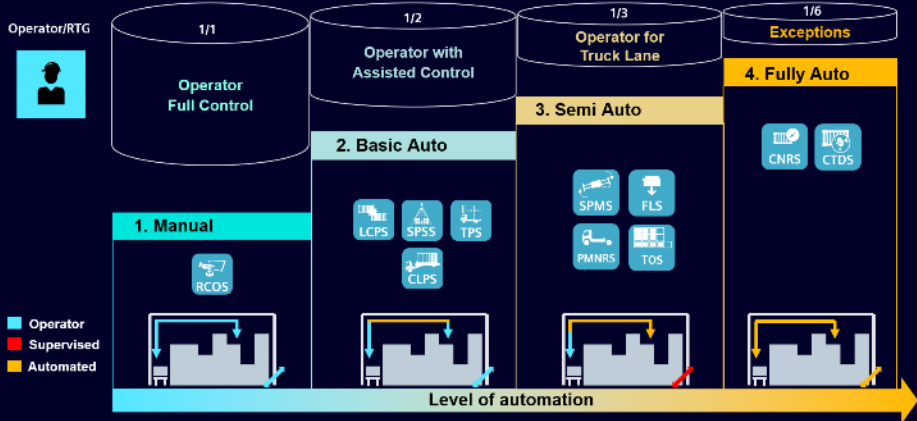 Operator/RTG
1/1
Operator
Full Control
1/2
Operator with
Assisted Control
1/3
Operator for
Truck Lane
1/6
Exceptions
4. Fully Auto
3. Semi Auto
2. Basic Auto
1. Manual
RCOS
LCPS
SPSS
TPS
CLPS
SPMS
FLS
PMNRS
TOS
CNRS
CTDS
Operator
Supervised
Automated
Level of automation